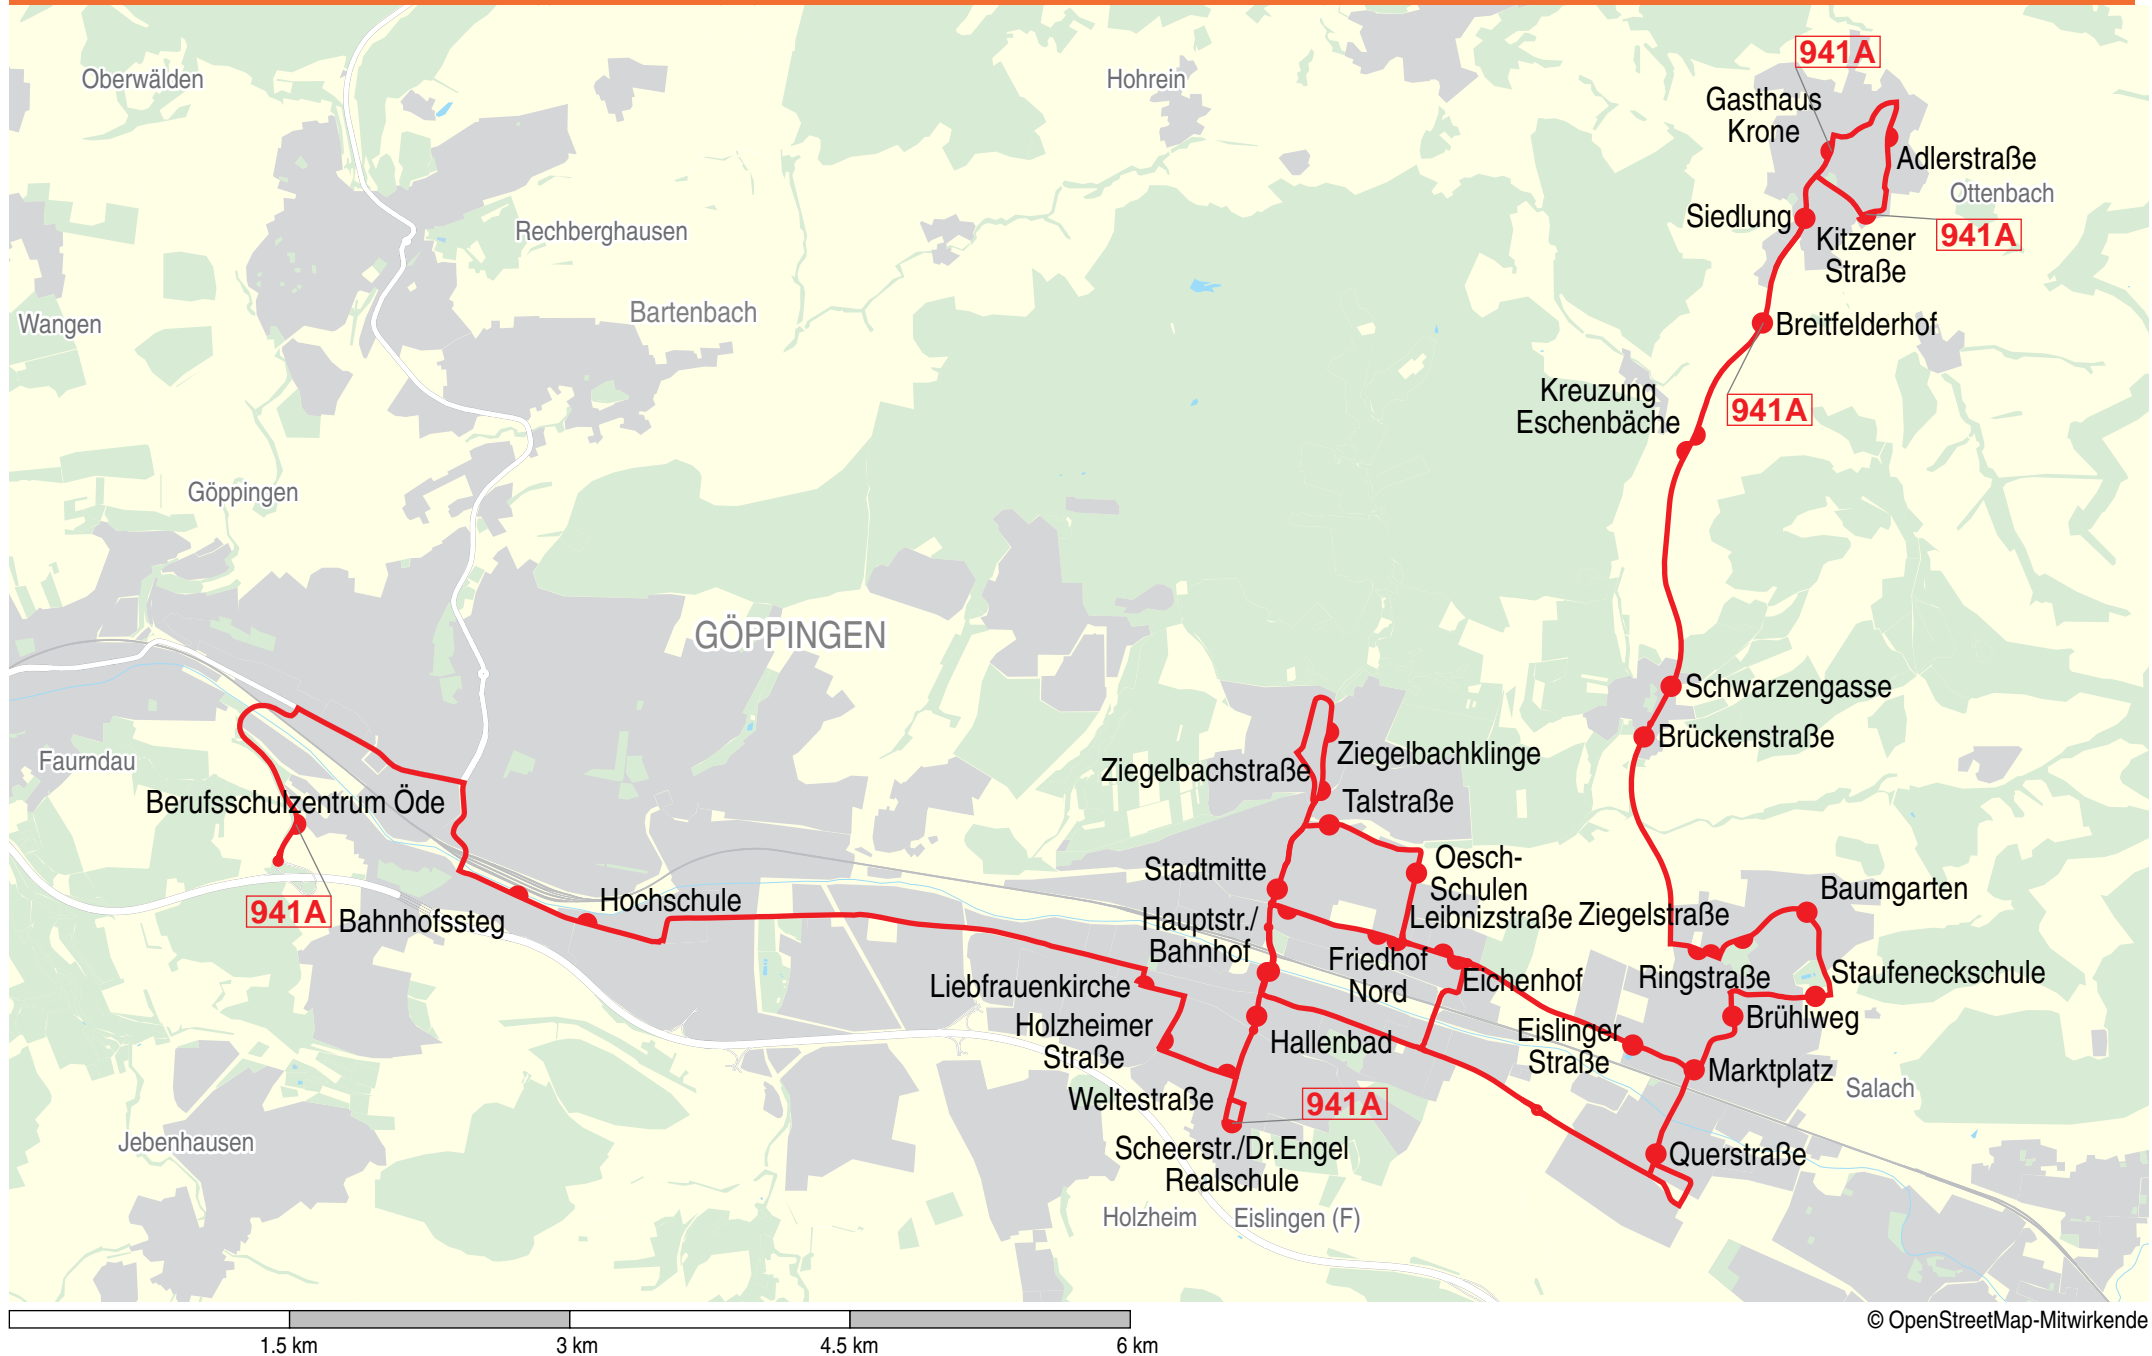 941A
Oberwälden
Hohrein
Gasthaus
Krone
Adlerstraße
Ottenbach
Siedlung
Rechberghausen
Kitzener
Straße
941A
Bartenbach
Wangen
Breitfelderhof
Kreuzung
Eschenbäche
941A
Göppingen
GÖPPINGEN
Schwarzengasse
Brückenstraße
Faurndau
Ziegelbachstraße
Ziegelbachklinge
Berufsschulzentrum Öde
Talstraße
Stadtmitte
Oesch-
Schulen
Baumgarten
941A
Bahnhofssteg
Hochschule
Hauptstr./
Bahnhof
Leibnizstraße
Ziegelstraße
Friedhof
Nord
Eichenhof
Ringstraße
Staufeneckschule
Liebfrauenkirche
Holzheimer
Straße
Hallenbad
Eislinger
Straße
Brühlweg
Marktplatz
Salach
Weltestraße
941A
Jebenhausen
Scheerstr./Dr.Engel
Realschule
Querstraße
Holzheim
Eislingen (F)
© OpenStreetMap-Mitwirkende
1.5 km
3 km
4.5 km
6 km